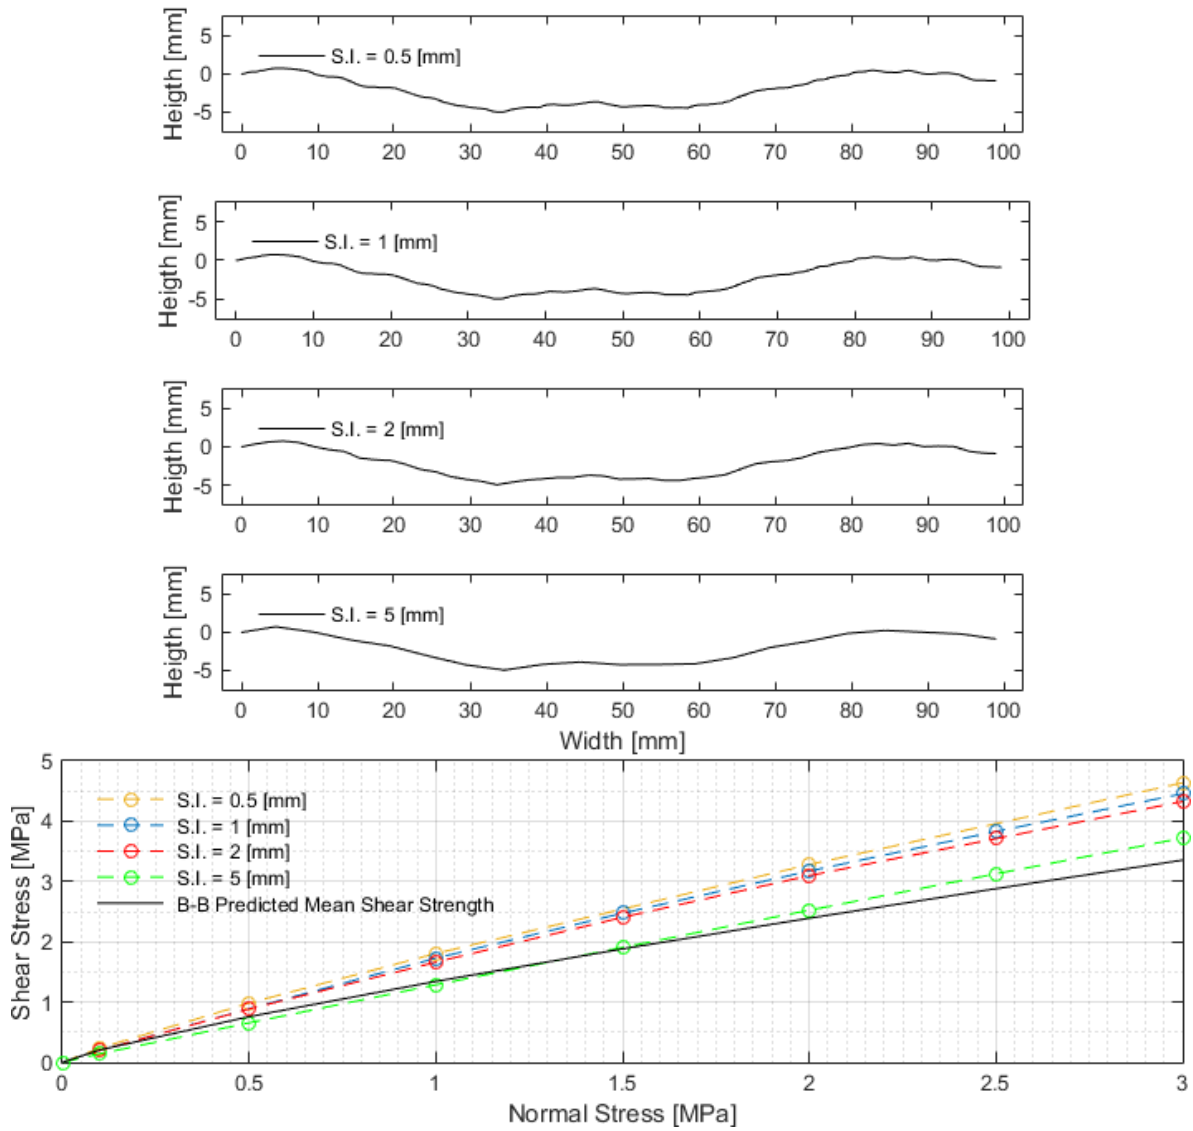 Heigth [mm]
5
0
-5
S.I. = 0.5 [mm]
0 10 20 30 40 50 60 70 80 90 100
Heigth [mm]
5
0
-5
S.I. = 1 [mm]
0 10 20 30 40 50 60 70 80 90 100
Heigth [mm]
5
0
-5
S.I. = 2 [mm]
0 10 20 30 40 50 60 70 80 90 100
Heigth [mm]
5
0
-5
S.I. = 5 [mm]
0 10 20 30 40 50 60 70 80 90 100
Width [mm]
Shear Stress [MPa]
5
4
3
2
1
0
S.I. = 0.5 [mm]
S.I. = 1 [mm]
S.I. = 2 [mm]
S.I. = 5 [mm]
B-B Predicted Mean Shear Strength
0 0.5 1 1.5 2 2.5 3
Normal Stress [MPa]